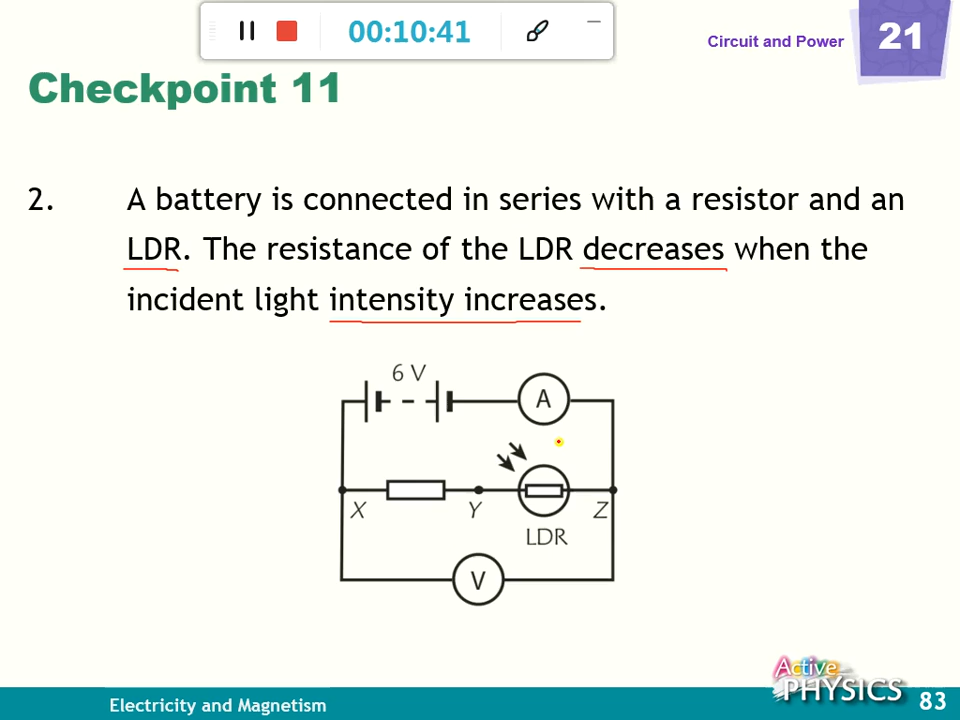 00:10:41
Circuit and Power
21
Checkpoint 11
2. A battery is connected in series with a resistor and an
LDR. The resistance of the LDR decreases when the
incident light intensity increases.
6 V
A
X
Y
Z
LDR
V
Active
PHYSICS
Electricity and Magnetism
83